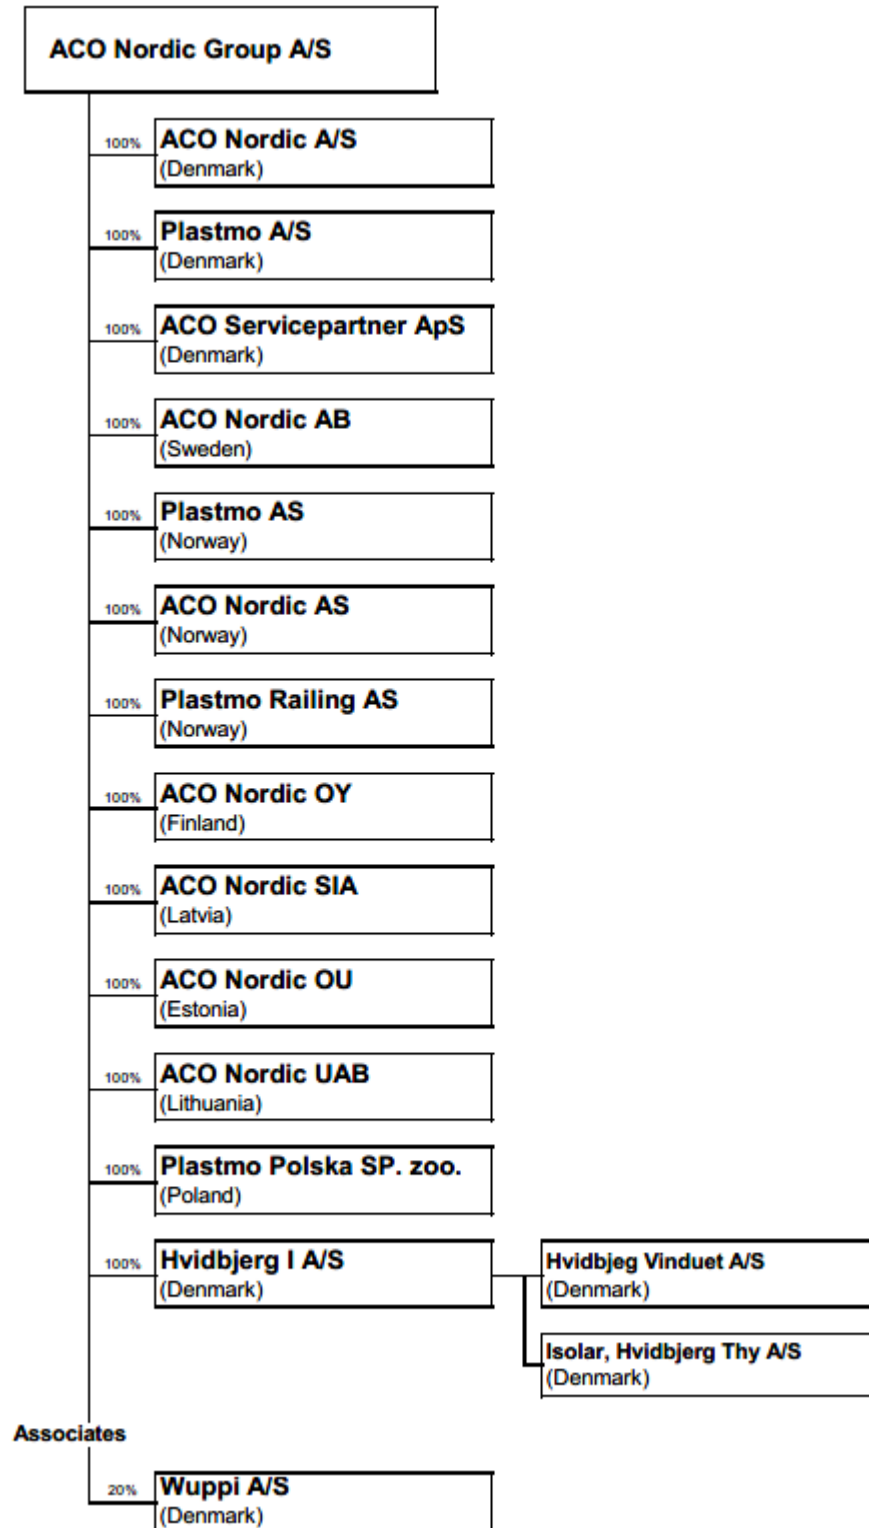 ACO Nordic Group A/S
100% ACO Nordic A/S
(Denmark)
100% Plastmo A/S
(Denmark)
100% ACO Servicepartner ApS
(Denmark)
100% ACO Nordic AB
(Sweden)
100% Plastmo AS
(Norway)
100% ACO Nordic AS
(Norway)
100% Plastmo Railing AS
(Norway)
100% ACO Nordic OY
(Finland)
100% ACO Nordic SIA
(Latvia)
100% ACO Nordic OU
(Estonia)
100% ACO Nordic UAB
(Lithuania)
100% Plastmo Polska SP. zoo.
(Poland)
100% Hvidbjerg I A/S
(Denmark)
Hvidbjeg Vinduet A/S
(Denmark)
Isolar, Hvidbjerg Thy A/S
(Denmark)
Associates
20% Wuppi A/S
(Denmark)